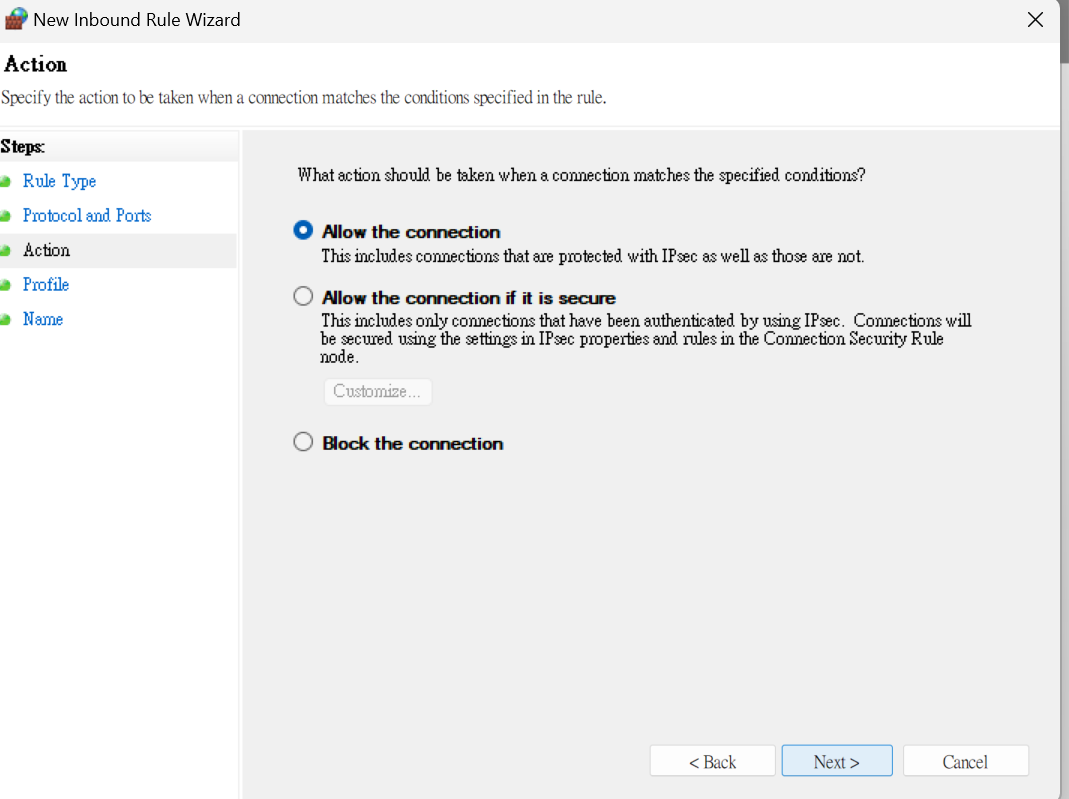 New Inbound Rule Wizard
Action
Specify the action to be taken when a connection matches the conditions specified in the rule.
Steps:
Rule Type
Protocol and Ports
Action
Profile
Name
What action should be taken when a connection matches the specified conditions?
Allow the connection
This includes connections that are protected with IPsec as well as those are not.
Allow the connection if it is secure
This includes only connections that have been authenticated by using IPsec.  Connections will
be secured using the settings in IPsec properties and rules in the Connection Security Rule
node.
Customize...
Block the connection
< Back
Next >
Cancel